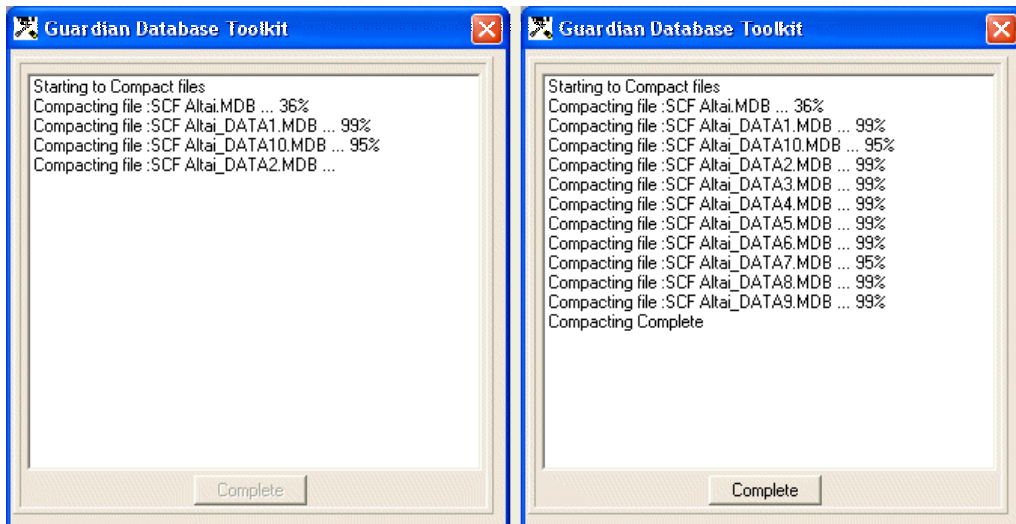 Guardian Database Toolkit
Starting to Compact files
Compacting file :SCF Altai.MDB ... 36%
Compacting file :SCF Altai_DATA1.MDB ... 99%
Compacting file :SCF Altai_DATA10.MDB ... 95%
Compacting file :SCF Altai_DATA2.MDB ...
Complete
Guardian Database Toolkit
Starting to Compact files
Compacting file :SCF Altai.MDB ... 36%
Compacting file :SCF Altai_DATA1.MDB ... 99%
Compacting file :SCF Altai_DATA10.MDB ... 95%
Compacting file :SCF Altai_DATA2.MDB ... 99%
Compacting file :SCF Altai_DATA3.MDB ... 99%
Compacting file :SCF Altai_DATA4.MDB ... 99%
Compacting file :SCF Altai_DATA5.MDB ... 99%
Compacting file :SCF Altai_DATA6.MDB ... 99%
Compacting file :SCF Altai_DATA7.MDB ... 95%
Compacting file :SCF Altai_DATA8.MDB ... 99%
Compacting file :SCF Altai_DATA9.MDB ... 99%
Compacting Complete
Complete